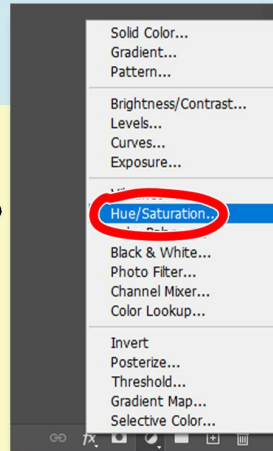 Solid Color...
Gradient...
Pattern...
Brightness/Contrast...
Levels...
Curves...
Exposure...
Hue/Saturation...
Black & White...
Photo Filter...
Channel Mixer...
Color Lookup...
Invert
Posterize...
Threshold...
Gradient Map...
Selective Color...
fx